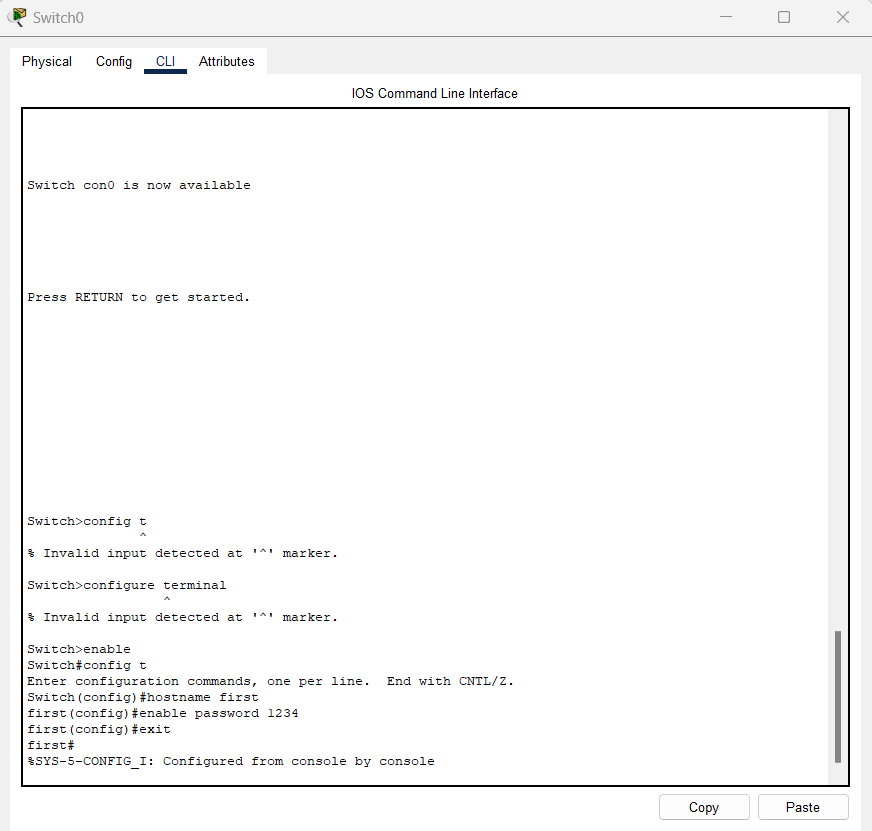 Switch0
Physical Config CLI Attributes
IOS Command Line Interface
Switch con0 is now available
Press RETURN to get started.
Switch>config t
^
% Invalid input detected at '^' marker.
Switch>configure terminal
^
% Invalid input detected at '^' marker.
Switch>enable
Switch#config t
Enter configuration commands, one per line.  End with CNTL/Z.
Switch(config)#hostname first
first(config)#enable password 1234
first(config)#exit
first#
%SYS-5-CONFIG_I: Configured from console by console
Copy Paste